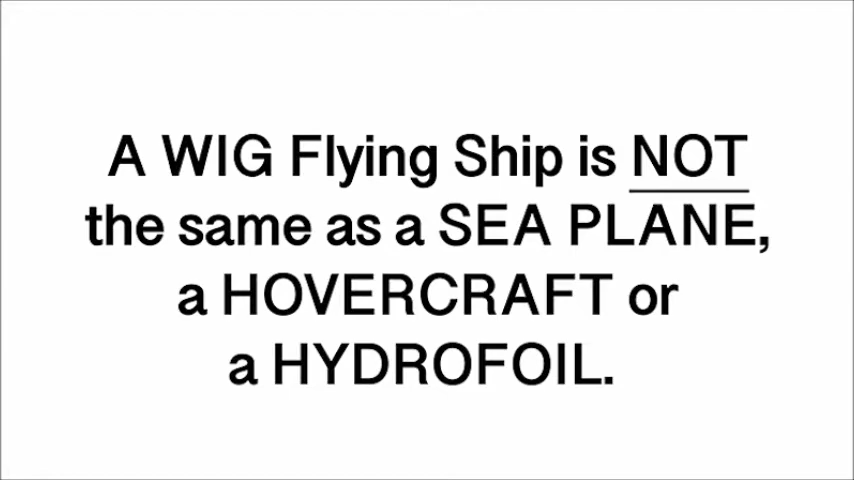 A WIG Flying Ship is NOT
the same as a SEA PLANE,
a HOVERCRAFT or
a HYDROFOIL.